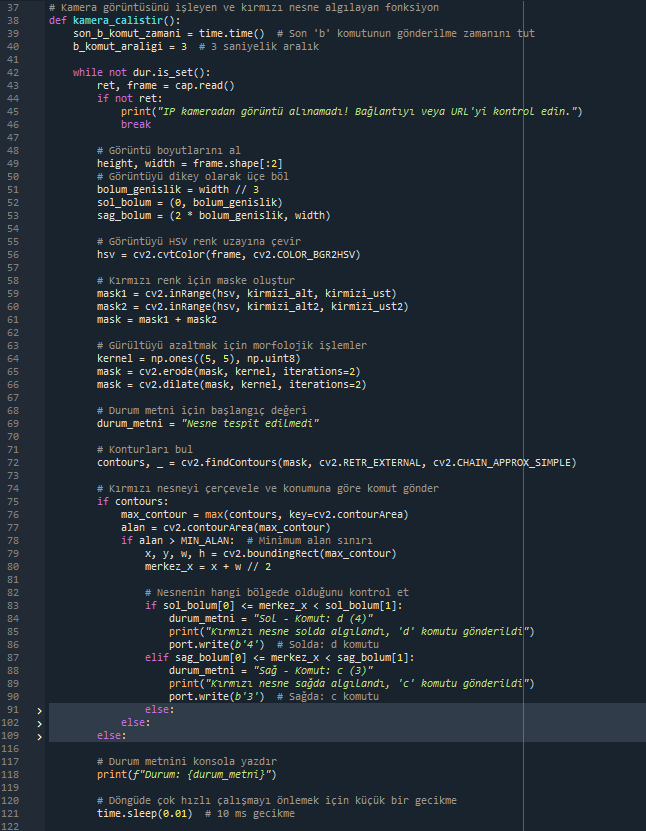 37 # Kamera görüntüsünü işleyen ve kırmızı nesne algılayan fonksiyon
38 def kamera_calistir():
39     son_b_komut_zamani = time.time()  # Son 'b' komutunun gönderilme zamanını tut
40     b_komut_araligi = 3  # 3 saniyelik aralık
41
42     while not dur.is_set():
43         ret, frame = cap.read()
44         if not ret:
45             print("IP kameradan görüntü alınamadı! Bağlantıyı veya URL'yi kontrol edin.")
46             break
47
48         # Görüntü boyutlarını al
49         height, width = frame.shape[:2]
50         # Görüntüyü dikey olarak üçe böl
51         bolum_genislik = width // 3
52         sol_bolum = (0, bolum_genislik)
53         sag_bolum = (2 * bolum_genislik, width)
54
55         # Görüntüyü HSV renk uzayına çevir
56         hsv = cv2.cvtColor(frame, cv2.COLOR_BGR2HSV)
57
58         # Kırmızı renk için maske oluştur
59         mask1 = cv2.inRange(hsv, kirmizi_alt, kirmizi_ust)
60         mask2 = cv2.inRange(hsv, kirmizi_alt2, kirmizi_ust2)
61         mask = mask1 + mask2
62
63         # Gürültüyü azaltmak için morfolojik işlemler
64         kernel = np.ones((5, 5), np.uint8)
65         mask = cv2.erode(mask, kernel, iterations=2)
66         mask = cv2.dilate(mask, kernel, iterations=2)
67
68         # Durum metni için başlangıç değeri
69         durum_metni = "Nesne tespit edilmedi"
70
71         # Konturları bul
72         contours, _ = cv2.findContours(mask, cv2.RETR_EXTERNAL, cv2.CHAIN_APPROX_SIMPLE)
73
74         # Kırmızı nesneyi çerçevele ve konumuna göre komut gönder
75         if contours:
76             max_contour = max(contours, key=cv2.contourArea)
77             alan = cv2.contourArea(max_contour)
78             if alan > MIN_ALAN:  # Minimum alan sınırı
79                 x, y, w, h = cv2.boundingRect(max_contour)
80                 merkez_x = x + w // 2
81
82                 # Nesnenin hangi bölgede olduğunu kontrol et
83                 if sol_bolum[0] <= merkez_x < sol_bolum[1]:
84                     durum_metni = "Sol - Komut: d (4)"
85                     print("Kırmızı nesne solda algılandı, 'd' komutu gönderildi")
86                     port.write(b'4')  # Solda: d komutu
87                 elif sag_bolum[0] <= merkez_x < sag_bolum[1]:
88                     durum_metni = "Sağ - Komut: c (3)"
89                     print("Kırmızı nesne sağda algılandı, 'c' komutu gönderildi")
90                     port.write(b'3')  # Sağda: c komutu
91 >                 else:
102 >             else:
109 >         else:
116
117         # Durum metnini konsola yazdır
118         print(f"Durum: {durum_metni}")
119
120         # Döngüde çok hızlı çalışmayı önlemek için küçük bir gecikme
121         time.sleep(0.01)  # 10 ms gecikme
122